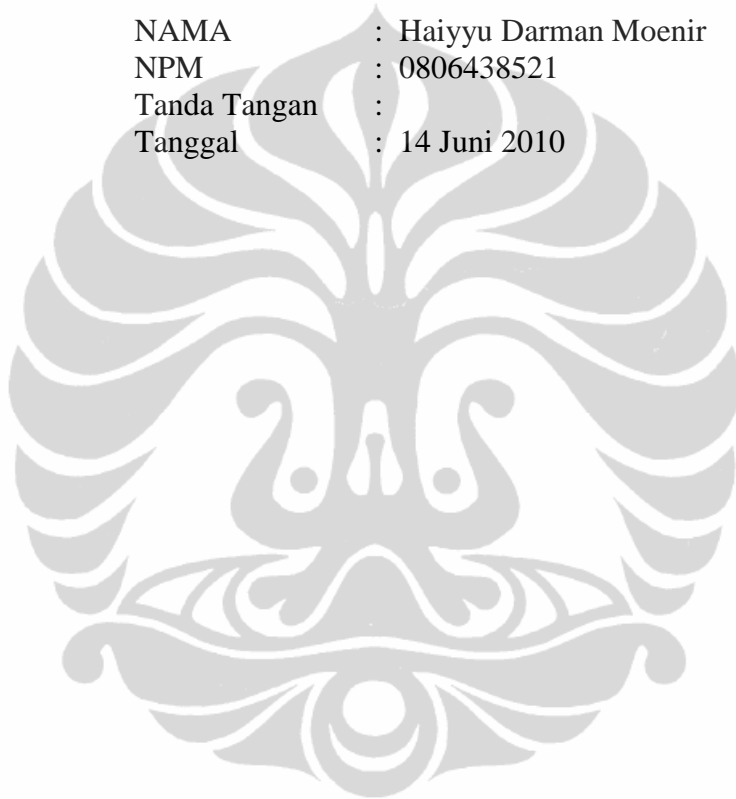 NAMA : Haiyyu Darman Moenir
NPM : 0806438521
Tanda Tangan :
Tanggal : 14 Juni 2010